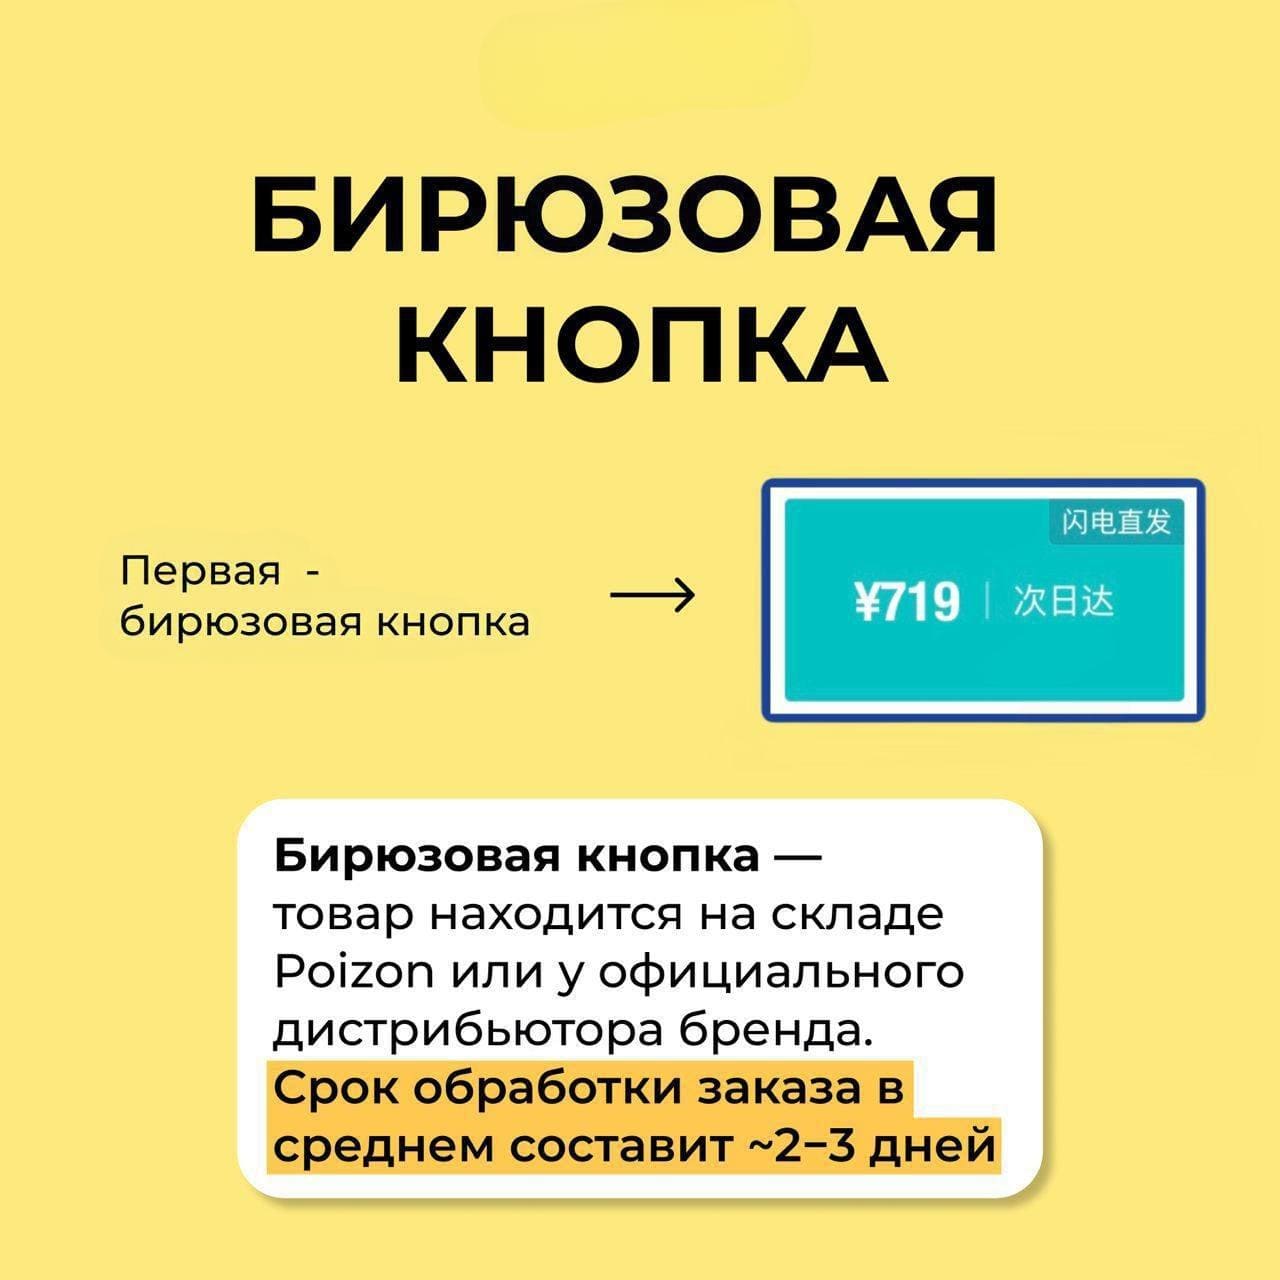 БИРЮЗОВАЯ
КНОПКА
Первая -
бирюзовая кнопка
闪电直发
¥719 | 次日达
Бирюзовая кнопка —
товар находится на складе
Poizon или у официального
дистрибьютора бренда.
Срок обработки заказа в
среднем составит ~2–3 дней